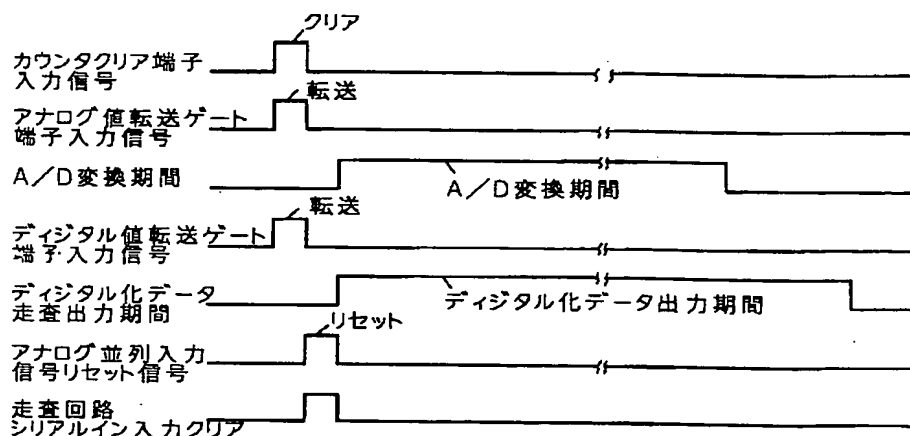 クリア
カウンタクリア端子
入力信号
転送
アナログ値転送ゲート
端子入力信号
A/D変換期間
A/D変換期間
転送
ディジタル値転送ゲート
端子入力信号
ディジタル化データ
走査出力期間
ディジタル化データ出力期間
リセット
アナログ並列入力
信号リセット信号
走査回路
シリアルイン入力クリア